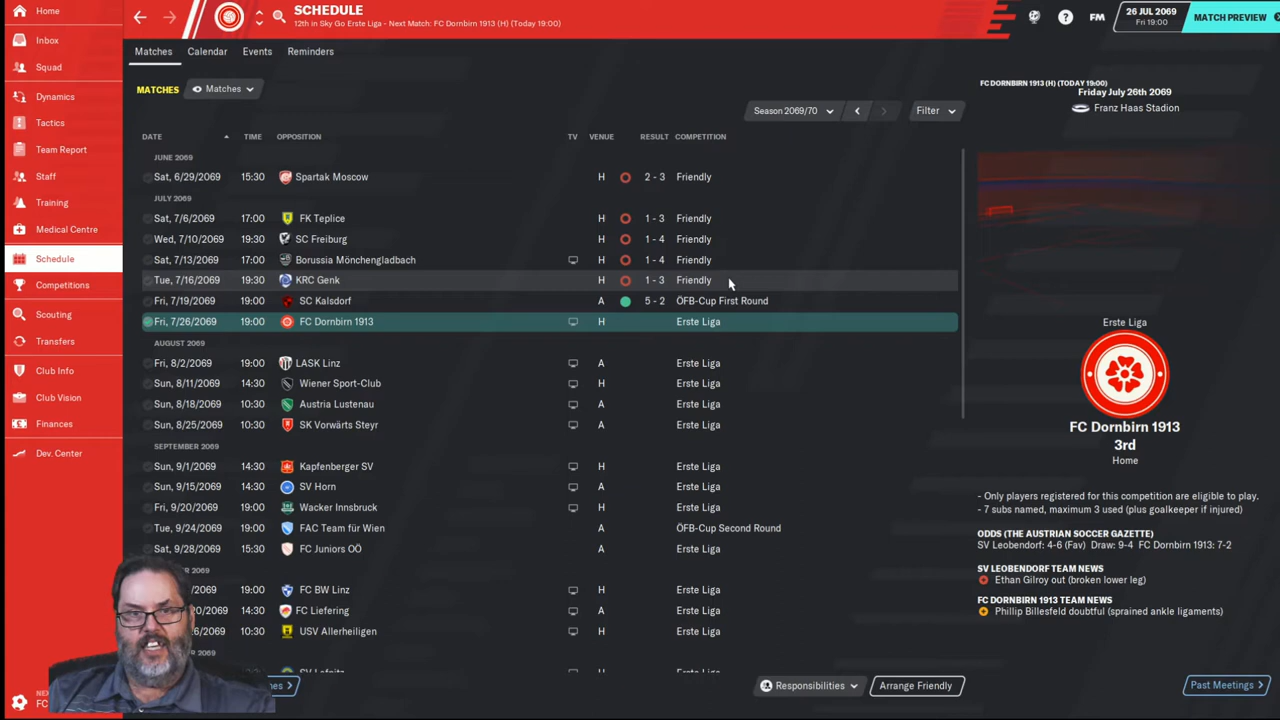 Home
SCHEDULE
12th in Sky Go Erste Liga - Next Match: FC Dornbirn 1913 (H) (Today 19:00)
FM
26 JUL 2069
Fri 19:00
MATCH PREVIEW
Inbox
Squad
Dynamics
Tactics
Team Report
Staff
Training
Medical Centre
Schedule
Competitions
Scouting
Transfers
Club Info
Club Vision
Finances
Dev. Center
Matches Calendar Events Reminders
MATCHES Matches
Season 2069/70 Filter
DATE TIME OPPOSITION TV VENUE RESULT COMPETITION
JUNE 2069
Sat, 6/29/2069 15:30 Spartak Moscow H 2 - 3 Friendly
JULY 2069
Sat, 7/6/2069 17:00 FK Teplice H 1 - 3 Friendly
Wed, 7/10/2069 19:30 SC Freiburg H 1 - 4 Friendly
Sat, 7/13/2069 17:00 Borussia Mönchengladbach H 1 - 4 Friendly
Tue, 7/16/2069 19:30 KRC Genk H 1 - 3 Friendly
Fri, 7/19/2069 19:00 SC Kalsdorf A 5 - 2 ÖFB-Cup First Round
Fri, 7/26/2069 19:00 FC Dornbirn 1913 H Erste Liga
AUGUST 2069
Fri, 8/2/2069 19:00 LASK Linz A Erste Liga
Sun, 8/11/2069 14:30 Wiener Sport-Club H Erste Liga
Sun, 8/18/2069 10:30 Austria Lustenau H Erste Liga
Sun, 8/25/2069 10:30 SK Vorwärts Steyr A Erste Liga
SEPTEMBER 2069
Sun, 9/1/2069 14:30 Kapfenberger SV H Erste Liga
Sun, 9/15/2069 14:30 SV Horn A Erste Liga
Fri, 9/20/2069 19:00 Wacker Innsbruck H Erste Liga
Tue, 9/24/2069 19:00 FAC Team für Wien A ÖFB-Cup Second Round
Sat, 9/28/2069 15:30 FC Juniors OÖ A Erste Liga
2069
/2069 19:00 FC BW Linz H Erste Liga
0/2069 14:30 FC Liefering A Erste Liga
6/2069 10:30 USV Allerheiligen H Erste Liga
2069
Responsibilities
Arrange Friendly
Past Meetings
FC DORNBIRN 1913 (H) (TODAY 19:00)
Friday July 26th 2069
Franz Haas Stadion
Erste Liga
FC Dornbirn 1913
3rd
Home
- Only players registered for this competition are eligible to play.
- 7 subs named, maximum 3 used (plus goalkeeper if injured)
ODDS (THE AUSTRIAN SOCCER GAZETTE)
SV Leobendorf: 4-6 (Fav) Draw: 9-4 FC Dornbirn 1913: 7-2
SV LEOBENDORF TEAM NEWS
Ethan Gilroy out (broken lower leg)
FC DORNBIRN 1913 TEAM NEWS
Phillip Billesfeld doubtful (sprained ankle ligaments)